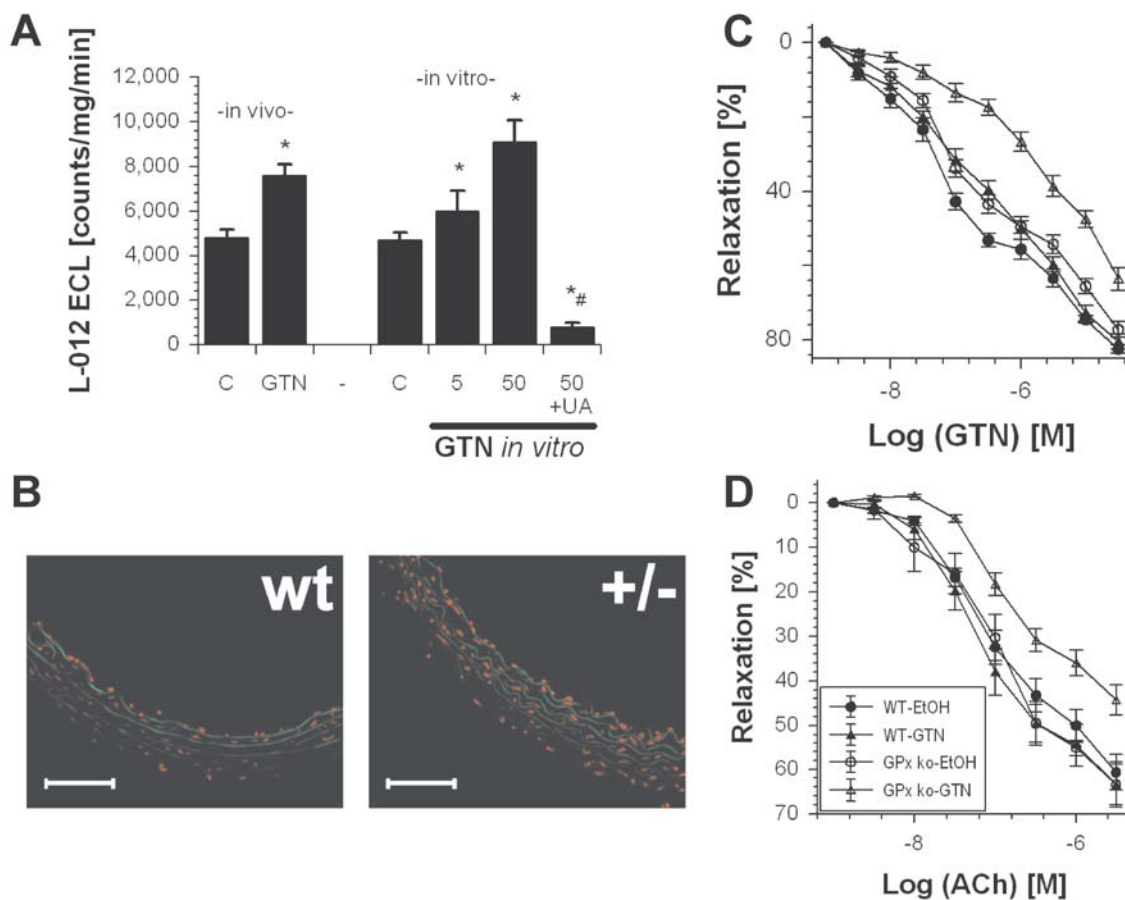 A
L-012 ECL [counts/mg/min]
12,000
10,000
8,000
6,000
4,000
2,000
0
-in vivo-
-in vitro-
*
*
*
*#
C GTN - C 5 50 50
+UA
GTN in vitro
B
wt
+/-
C
Relaxation [%]
0
40
80
-8 -6
Log (GTN) [M]
D
Relaxation [%]
0
10
20
30
40
50
60
70
WT-EtOH
WT-GTN
GPx ko-EtOH
GPx ko-GTN
-8 -6
Log (ACh) [M]